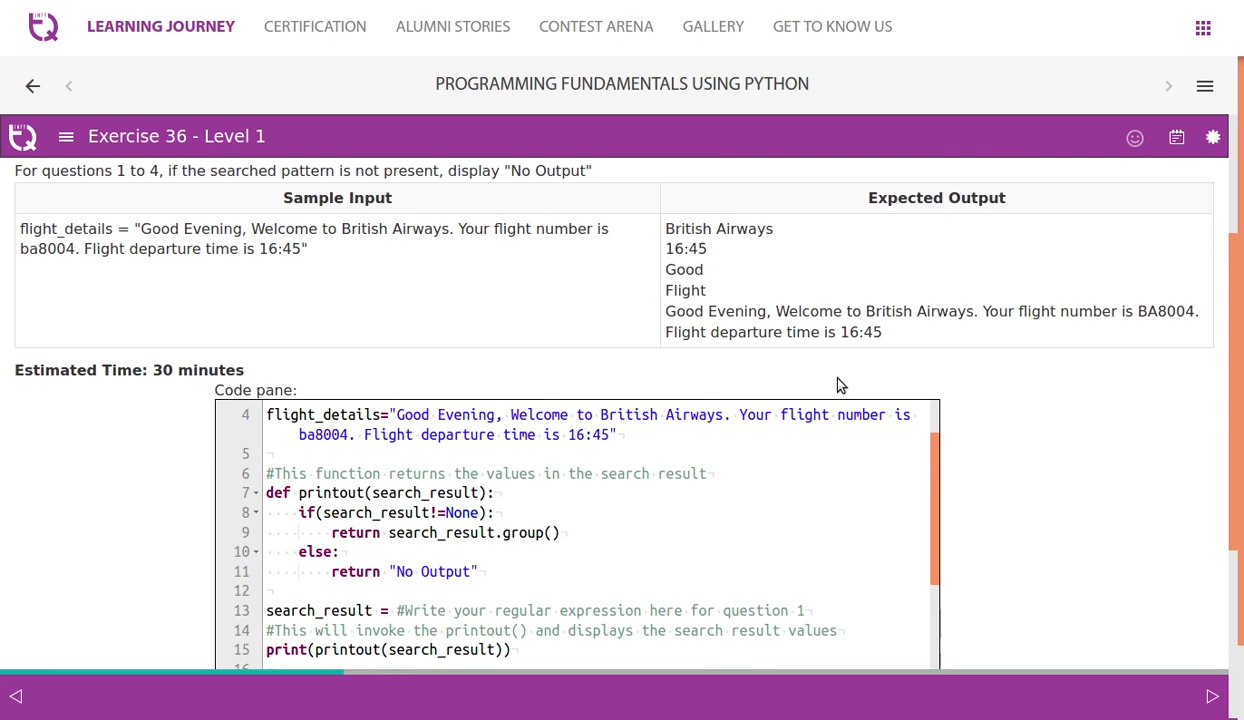 LEARNING JOURNEY CERTIFICATION ALUMNI STORIES CONTEST ARENA GALLERY GET TO KNOW US
PROGRAMMING FUNDAMENTALS USING PYTHON
Exercise 36 - Level 1
For questions 1 to 4, if the searched pattern is not present, display "No Output"
Sample Input
Expected Output
flight_details = "Good Evening, Welcome to British Airways. Your flight number is
ba8004. Flight departure time is 16:45"
British Airways
16:45
Good
Flight
Good Evening, Welcome to British Airways. Your flight number is BA8004.
Flight departure time is 16:45
Estimated Time: 30 minutes
Code pane:
4 flight_details="Good Evening, Welcome to British Airways. Your flight number is
ba8004. Flight departure time is 16:45"
5
6 #This function returns the values in the search result
7 def printout(search_result):
8 if(search_result!=None):
9 return search_result.group()
10 else:
11 return "No Output"
12
13 search_result = #Write your regular expression here for question 1
14 #This will invoke the printout() and displays the search result values
15 print(printout(search_result))
16